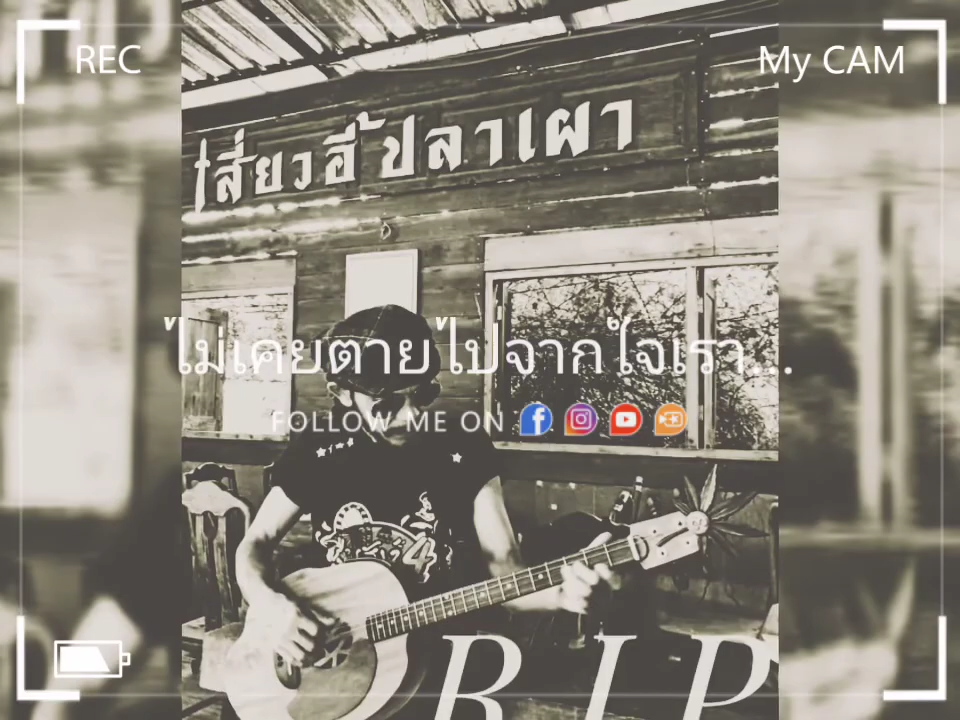 REC
My CAM
เสี่ยวอี้ปลาเผา
ไม่เคยตายไปจากใจเรา...
FOLLOW ME ON
R.I.P